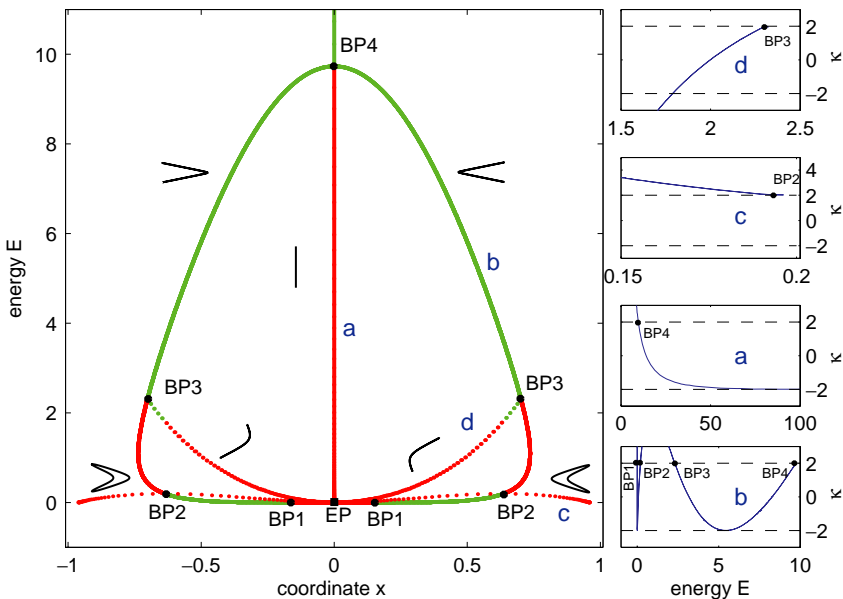 10
8
6
4
2
0
energy E
−1
−0.5
0
0.5
1
coordinate x
BP4
b
a
BP3
BP3
d
BP2
BP1
EP
BP1
BP2
c
2
0
−2
κ
BP3
d
1.5
2
2.5
4
2
0
−2
κ
BP2
c
0.15
0.2
2
0
−2
κ
BP4
a
0
50
100
2
0
−2
κ
BP1
BP2
BP3
BP4
b
0
5
10
energy E